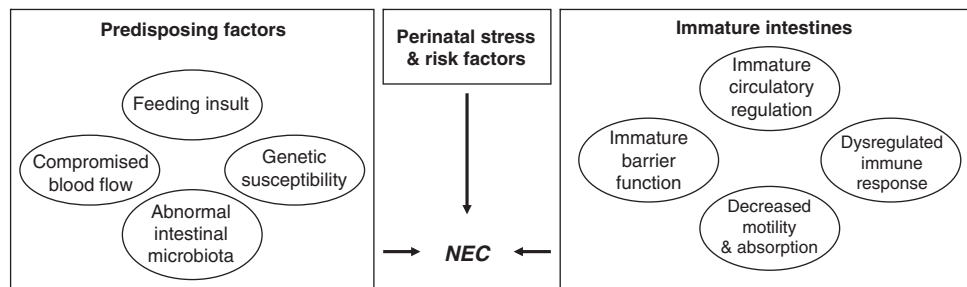 Predisposing factors
Feeding insult
Compromised
blood flow
Genetic
susceptibility
Abnormal
intestinal
microbiota
Perinatal stress
& risk factors
NEC
Immature intestines
Immature
circulatory
regulation
Immature
barrier
function
Dysregulated
immune
response
Decreased
motility
& absorption